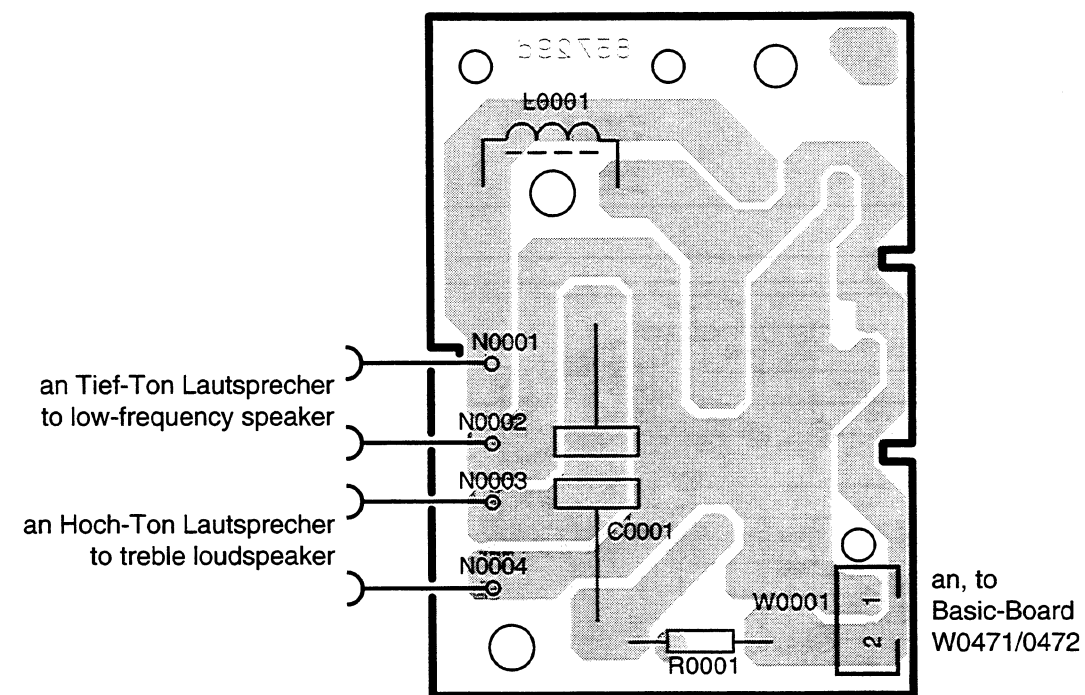 L0001
N0001
an Tief-Ton Lautsprecher
to low-frequency speaker
N0002
N0003
an Hoch-Ton Lautsprecher
to treble loudspeaker
N0004
C0001
W0001
1
2
R0001
an, to
Basic-Board
W0471/0472